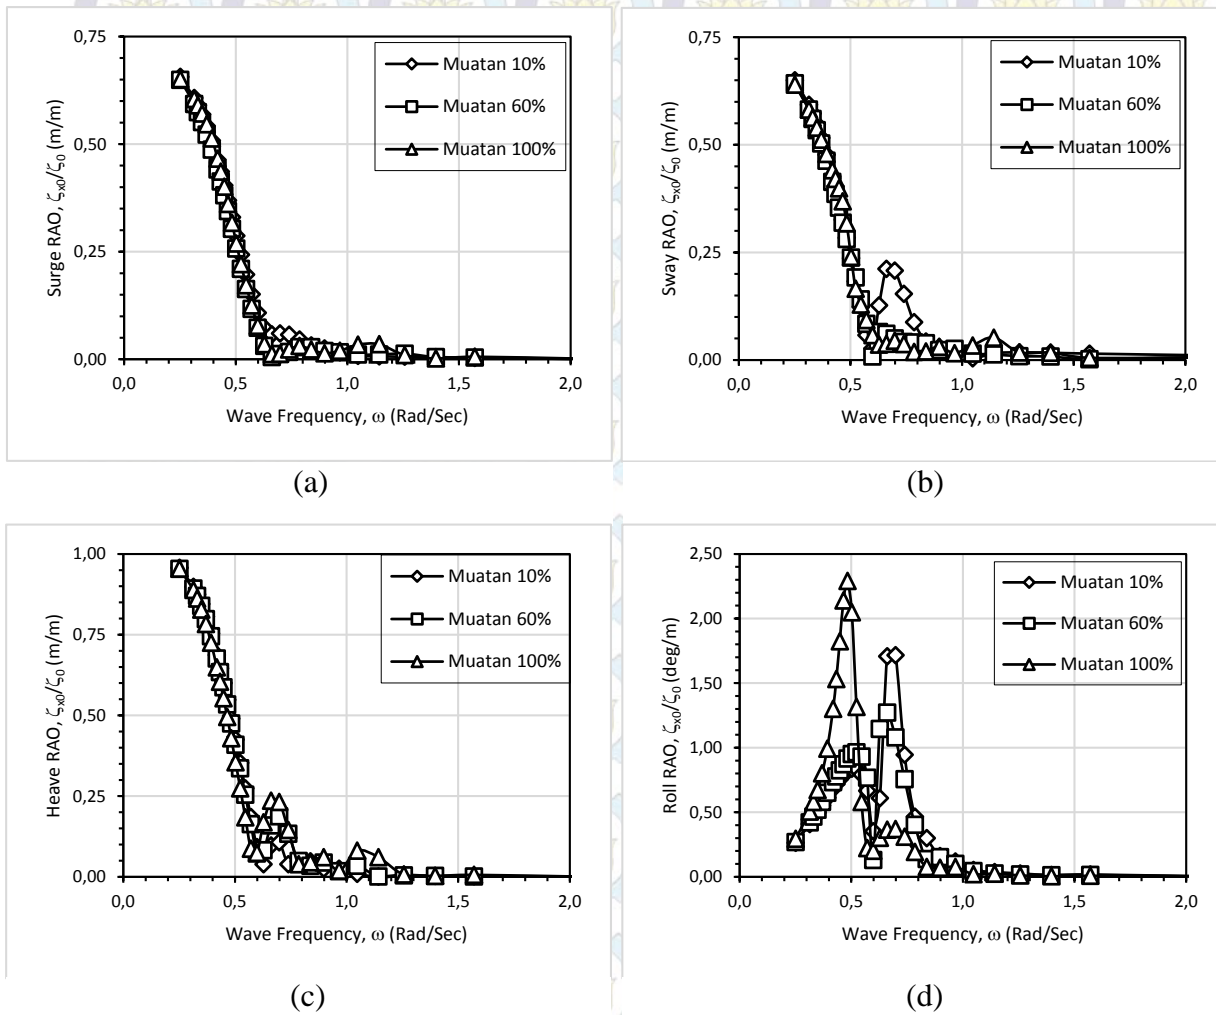 0,75
0,50
0,25
0,00
Surge RAO, ζx0/ζ0 (m/m)
0,0 0,5 1,0 1,5 2,0
Wave Frequency, ω (Rad/Sec)
Muatan 10%
Muatan 60%
Muatan 100%
(a)
0,75
0,50
0,25
0,00
Sway RAO, ζx0/ζ0 (m/m)
0,0 0,5 1,0 1,5 2,0
Wave Frequency, ω (Rad/Sec)
Muatan 10%
Muatan 60%
Muatan 100%
(b)
1,00
0,75
0,50
0,25
0,00
Heave RAO, ζx0/ζ0 (m/m)
0,0 0,5 1,0 1,5 2,0
Wave Frequency, ω (Rad/Sec)
Muatan 10%
Muatan 60%
Muatan 100%
(c)
2,50
2,00
1,50
1,00
0,50
0,00
Roll RAO, ζx0/ζ0 (deg/m)
0,0 0,5 1,0 1,5 2,0
Wave Frequency, ω (Rad/Sec)
Muatan 10%
Muatan 60%
Muatan 100%
(d)